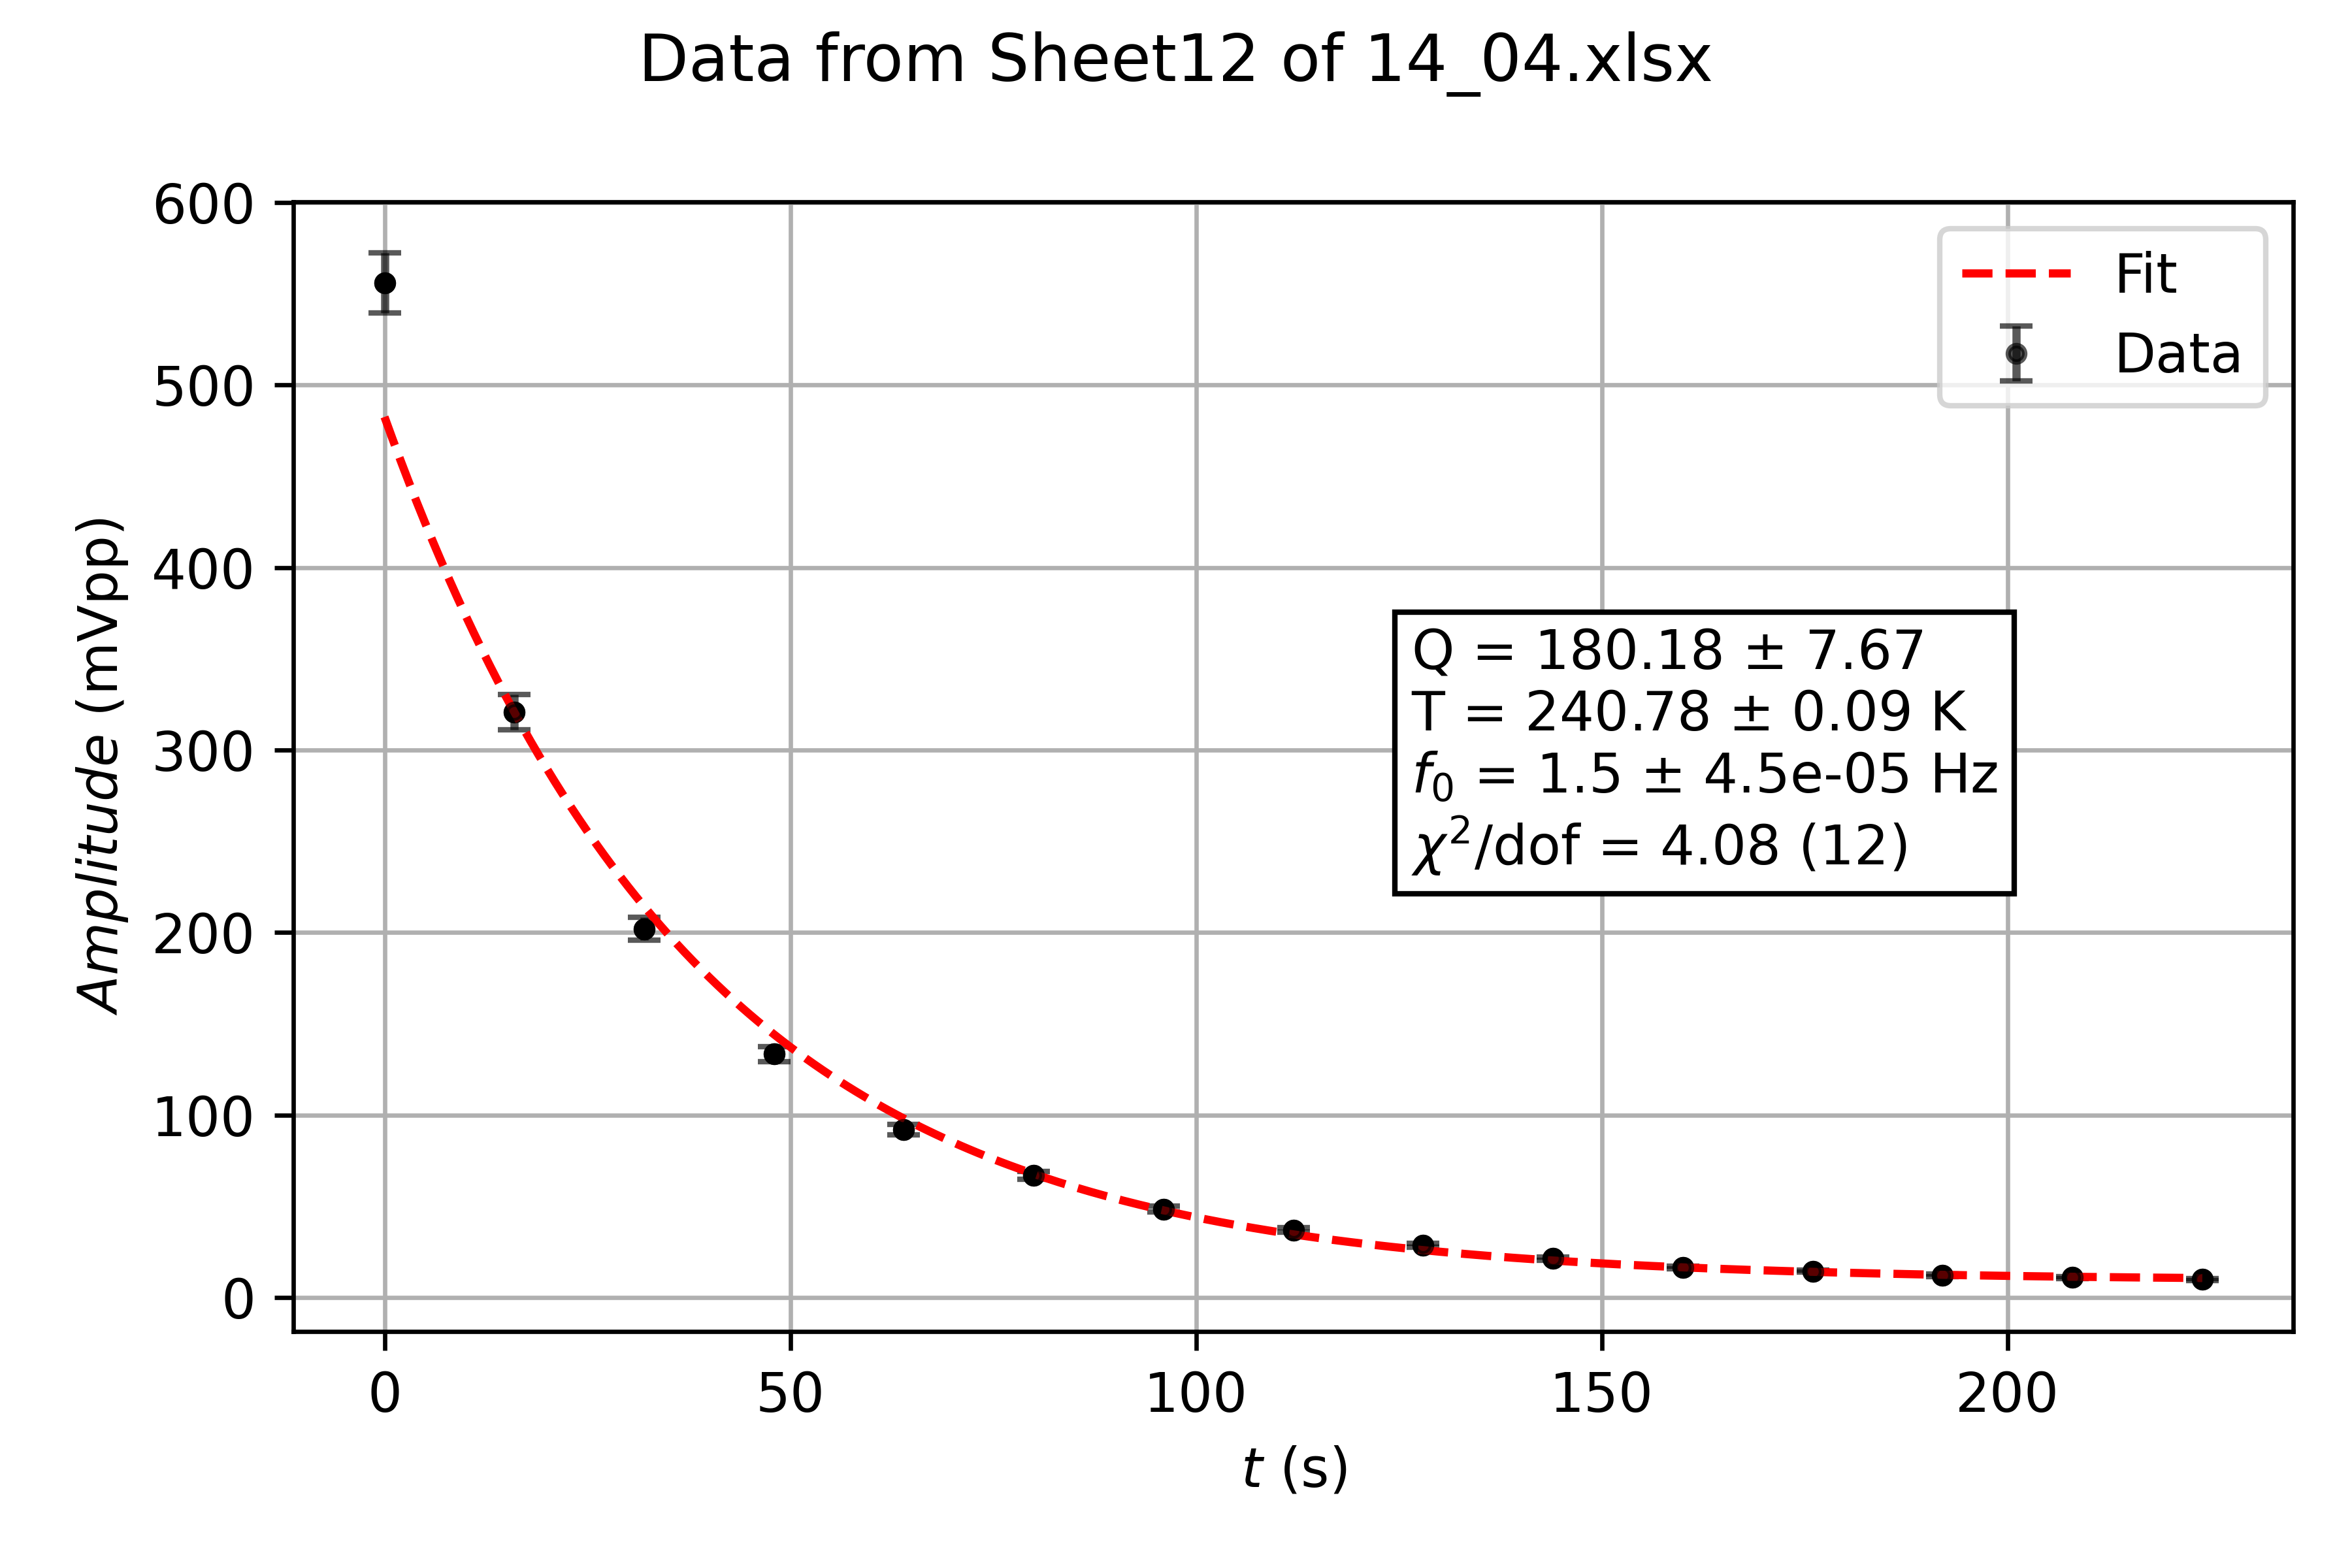 Data from Sheet12 of 14_04.xlsx
600
500
400
300
200
100
0
Amplitude (mVpp)
Fit
Data
Q = 180.18 ± 7.67
T = 240.78 ± 0.09 K
f₀ = 1.5 ± 4.5e-05 Hz
χ²/dof = 4.08 (12)
0 50 100 150 200
t (s)